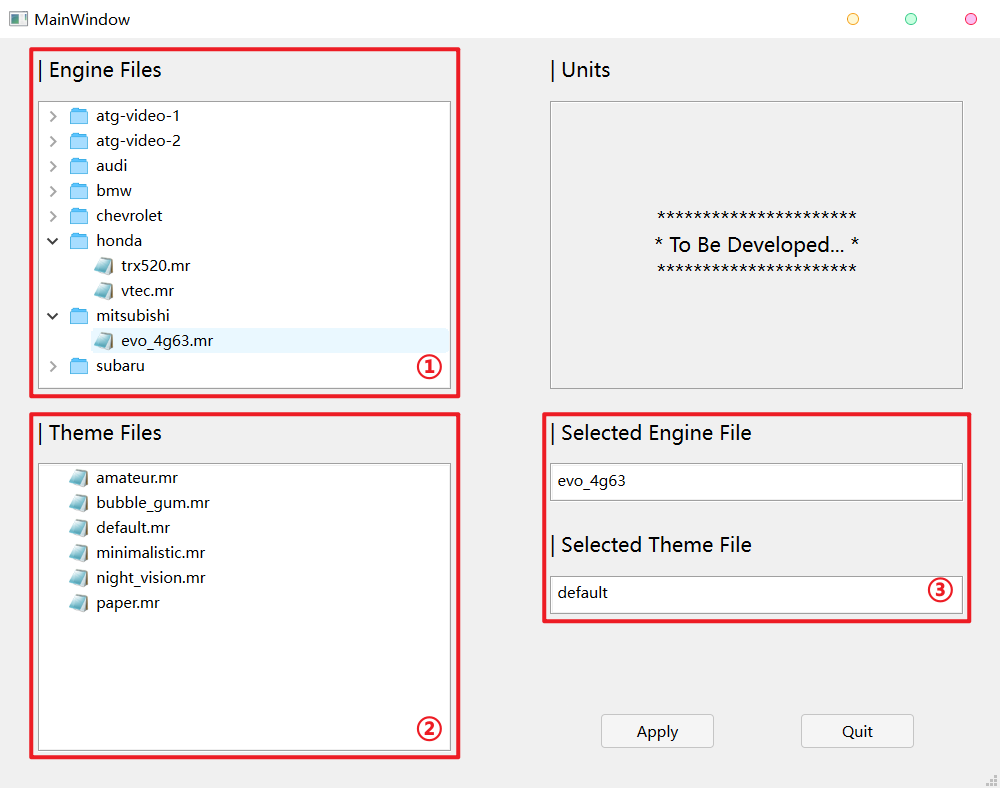 MainWindow
| Engine Files
atg-video-1
atg-video-2
audi
bmw
chevrolet
honda
trx520.mr
vtec.mr
mitsubishi
evo_4g63.mr
subaru
①
| Units
**********************
* To Be Developed... *
**********************
| Theme Files
amateur.mr
bubble_gum.mr
default.mr
minimalistic.mr
night_vision.mr
paper.mr
②
| Selected Engine File
evo_4g63
| Selected Theme File
default
③
Apply
Quit